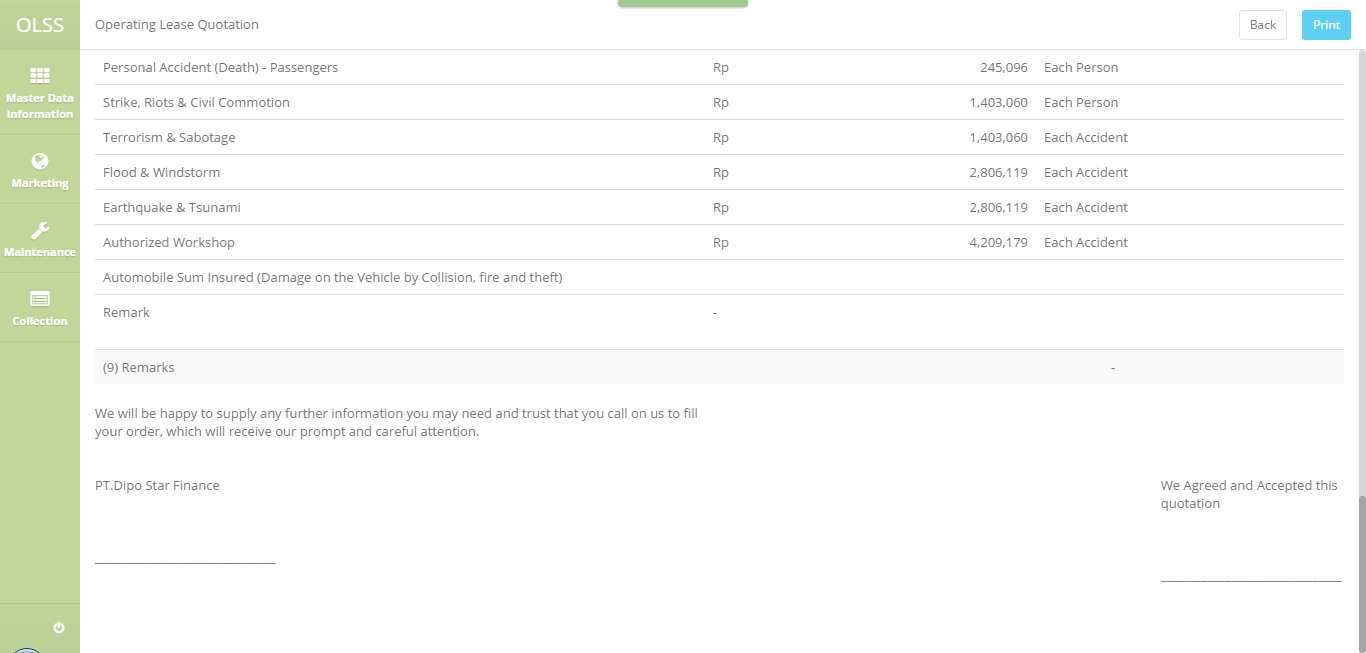 OLSS
Operating Lease Quotation
Back
Print
Master Data
Information
Marketing
Maintenance
Collection
Personal Accident (Death) - Passengers Rp 245,096 Each Person
Strike, Riots & Civil Commotion Rp 1,403,060 Each Person
Terrorism & Sabotage Rp 1,403,060 Each Accident
Flood & Windstorm Rp 2,806,119 Each Accident
Earthquake & Tsunami Rp 2,806,119 Each Accident
Authorized Workshop Rp 4,209,179 Each Accident
Automobile Sum Insured (Damage on the Vehicle by Collision, fire and theft)
Remark -
(9) Remarks -
We will be happy to supply any further information you may need and trust that you call on us to fill
your order, which will receive our prompt and careful attention.
PT.Dipo Star Finance
We Agreed and Accepted this
quotation